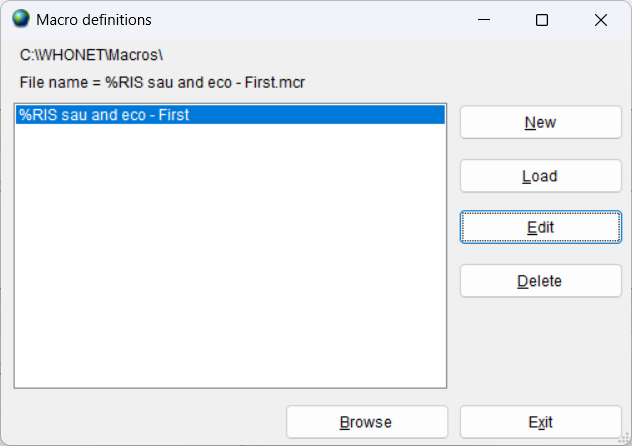 Macro definitions
C:\WHONET\Macros\
File name = %RIS sau and eco - First.mcr
%RIS sau and eco - First
New
Load
Edit
Delete
Browse
Exit